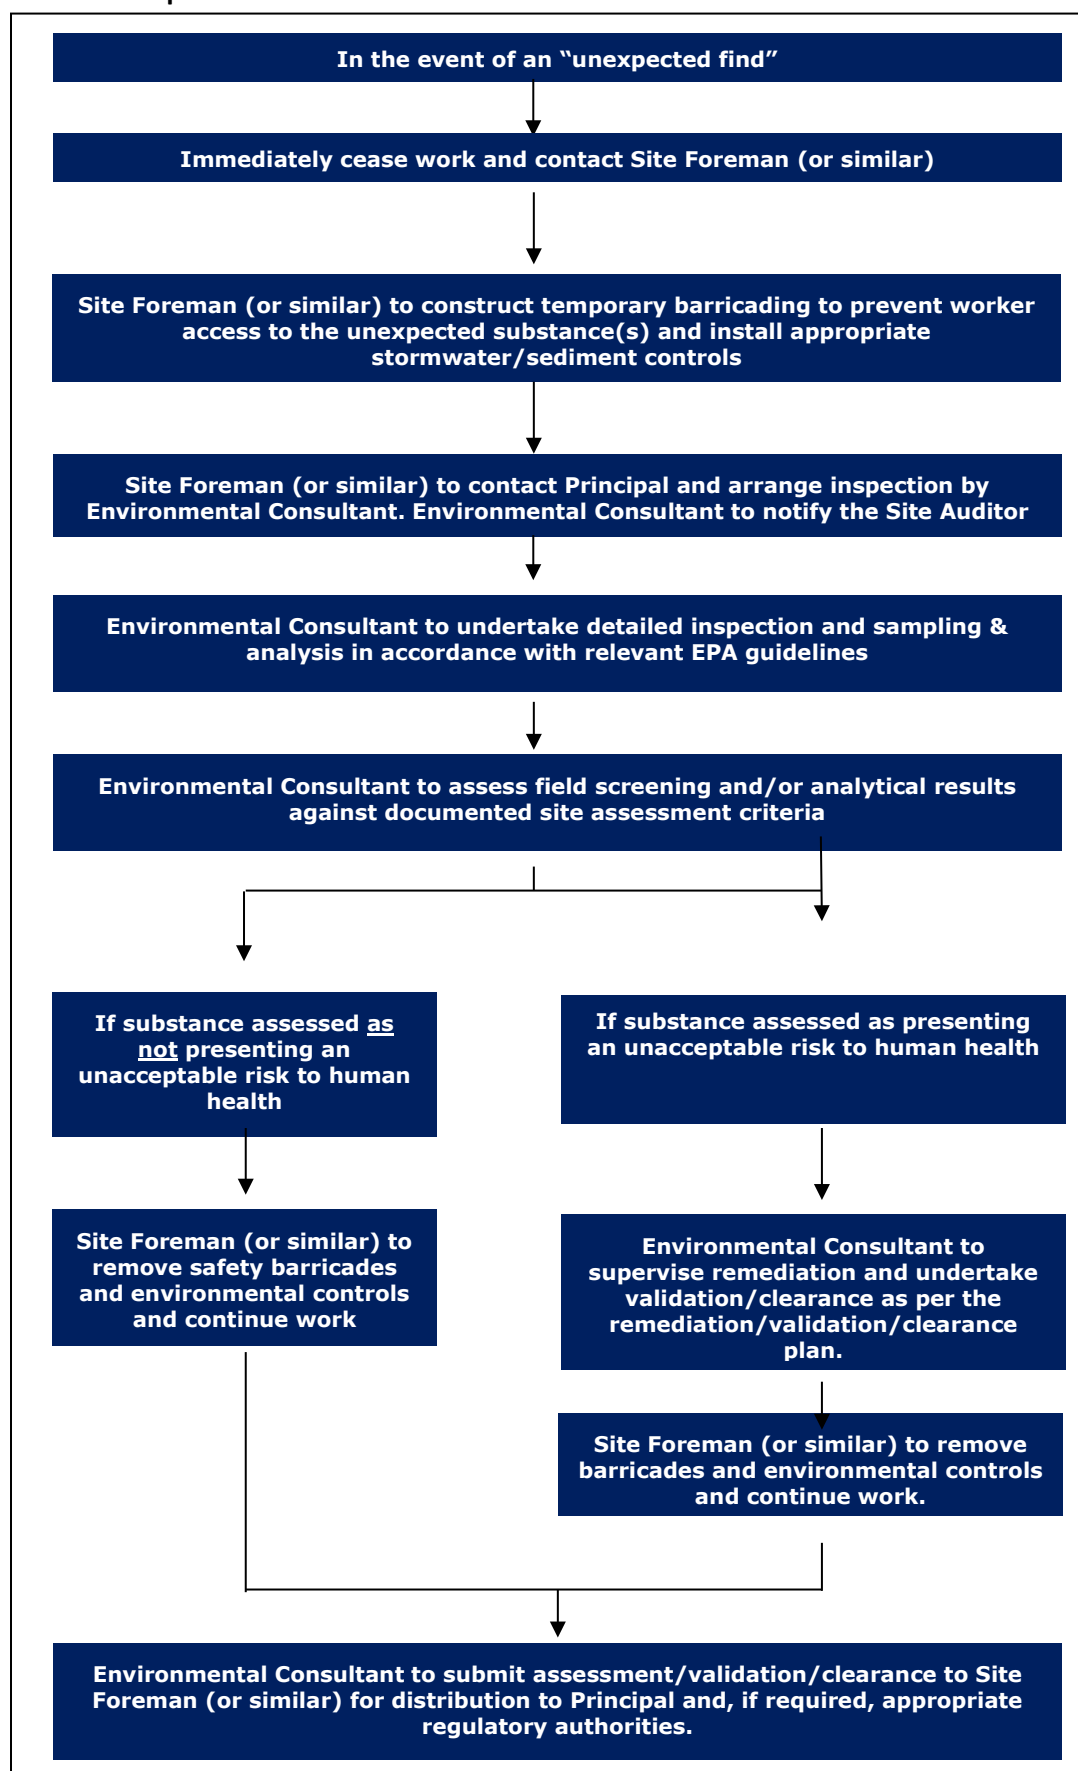 In the event of an “unexpected find”
Immediately cease work and contact Site Foreman (or similar)
Site Foreman (or similar) to construct temporary barricading to prevent worker
access to the unexpected substance(s) and install appropriate
stormwater/sediment controls
Site Foreman (or similar) to contact Principal and arrange inspection by
Environmental Consultant. Environmental Consultant to notify the Site Auditor
Environmental Consultant to undertake detailed inspection and sampling &
analysis in accordance with relevant EPA guidelines
Environmental Consultant to assess field screening and/or analytical results
against documented site assessment criteria
If substance assessed as
not presenting an
unacceptable risk to human
health
If substance assessed as presenting
an unacceptable risk to human health
Site Foreman (or similar) to
remove safety barricades
and environmental controls
and continue work
Environmental Consultant to
supervise remediation and undertake
validation/clearance as per the
remediation/validation/clearance
plan.
Site Foreman (or similar) to remove
barricades and environmental controls
and continue work.
Environmental Consultant to submit assessment/validation/clearance to Site
Foreman (or similar) for distribution to Principal and, if required, appropriate
regulatory authorities.